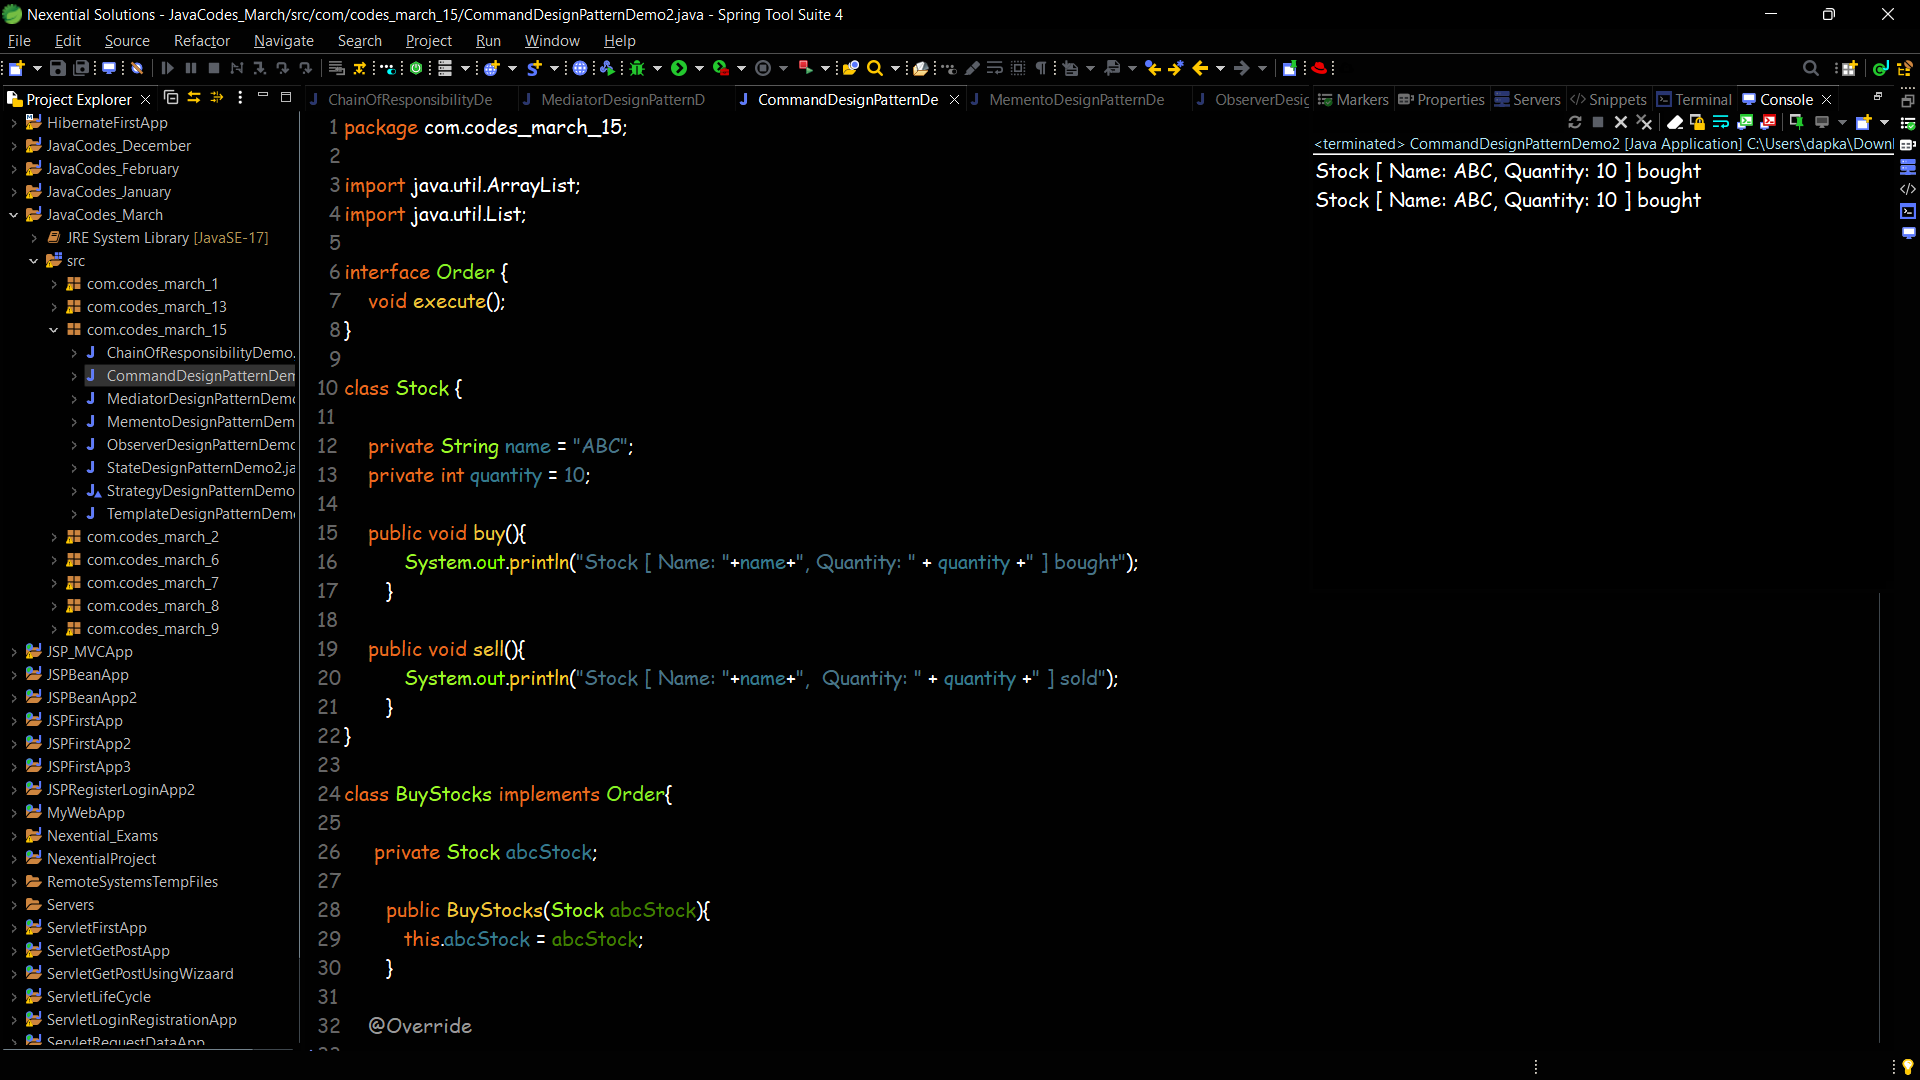 Nexential Solutions - JavaCodes_March/src/com/codes_march_15/CommandDesignPatternDemo2.java - Spring Tool Suite 4
File Edit Source Refactor Navigate Search Project Run Window Help
Project Explorer
HibernateFirstApp
JavaCodes_December
JavaCodes_February
JavaCodes_January
JavaCodes_March
JRE System Library [JavaSE-17]
src
com.codes_march_1
com.codes_march_13
com.codes_march_15
ChainOfResponsibilityDemo.
CommandDesignPatternDem
MediatorDesignPatternDemo
MementoDesignPatternDem
ObserverDesignPatternDemo
StateDesignPatternDemo2.ja
StrategyDesignPatternDemo
TemplateDesignPatternDemo
com.codes_march_2
com.codes_march_6
com.codes_march_7
com.codes_march_8
com.codes_march_9
JSP_MVCApp
JSPBeanApp
JSPBeanApp2
JSPFirstApp
JSPFirstApp2
JSPFirstApp3
JSPRegisterLoginApp2
MyWebApp
Nexential_Exams
NexentialProject
RemoteSystemsTempFiles
Servers
ServletFirstApp
ServletGetPostApp
ServletGetPostUsingWizaard
ServletLifeCycle
ServletLoginRegistrationApp
ServletRequestDataApp
ChainOfResponsibilityDe MediatorDesignPatternD CommandDesignPatternDe MementoDesignPatternDe ObserverDesig
1 package com.codes_march_15;
2
3 import java.util.ArrayList;
4 import java.util.List;
5
6 interface Order {
7 void execute();
8 }
9
10 class Stock {
11
12 private String name = "ABC";
13 private int quantity = 10;
14
15 public void buy(){
16 System.out.println("Stock [ Name: "+name+", Quantity: " + quantity +" ] bought");
17 }
18
19 public void sell(){
20 System.out.println("Stock [ Name: "+name+", Quantity: " + quantity +" ] sold");
21 }
22 }
23
24 class BuyStocks implements Order{
25
26 private Stock abcStock;
27
28 public BuyStocks(Stock abcStock){
29 this.abcStock = abcStock;
30 }
31
32 @Override
Markers Properties Servers Snippets Terminal Console
<terminated> CommandDesignPatternDemo2 [Java Application] C:\Users\dapka\Downl
Stock [ Name: ABC, Quantity: 10 ] bought
Stock [ Name: ABC, Quantity: 10 ] bought